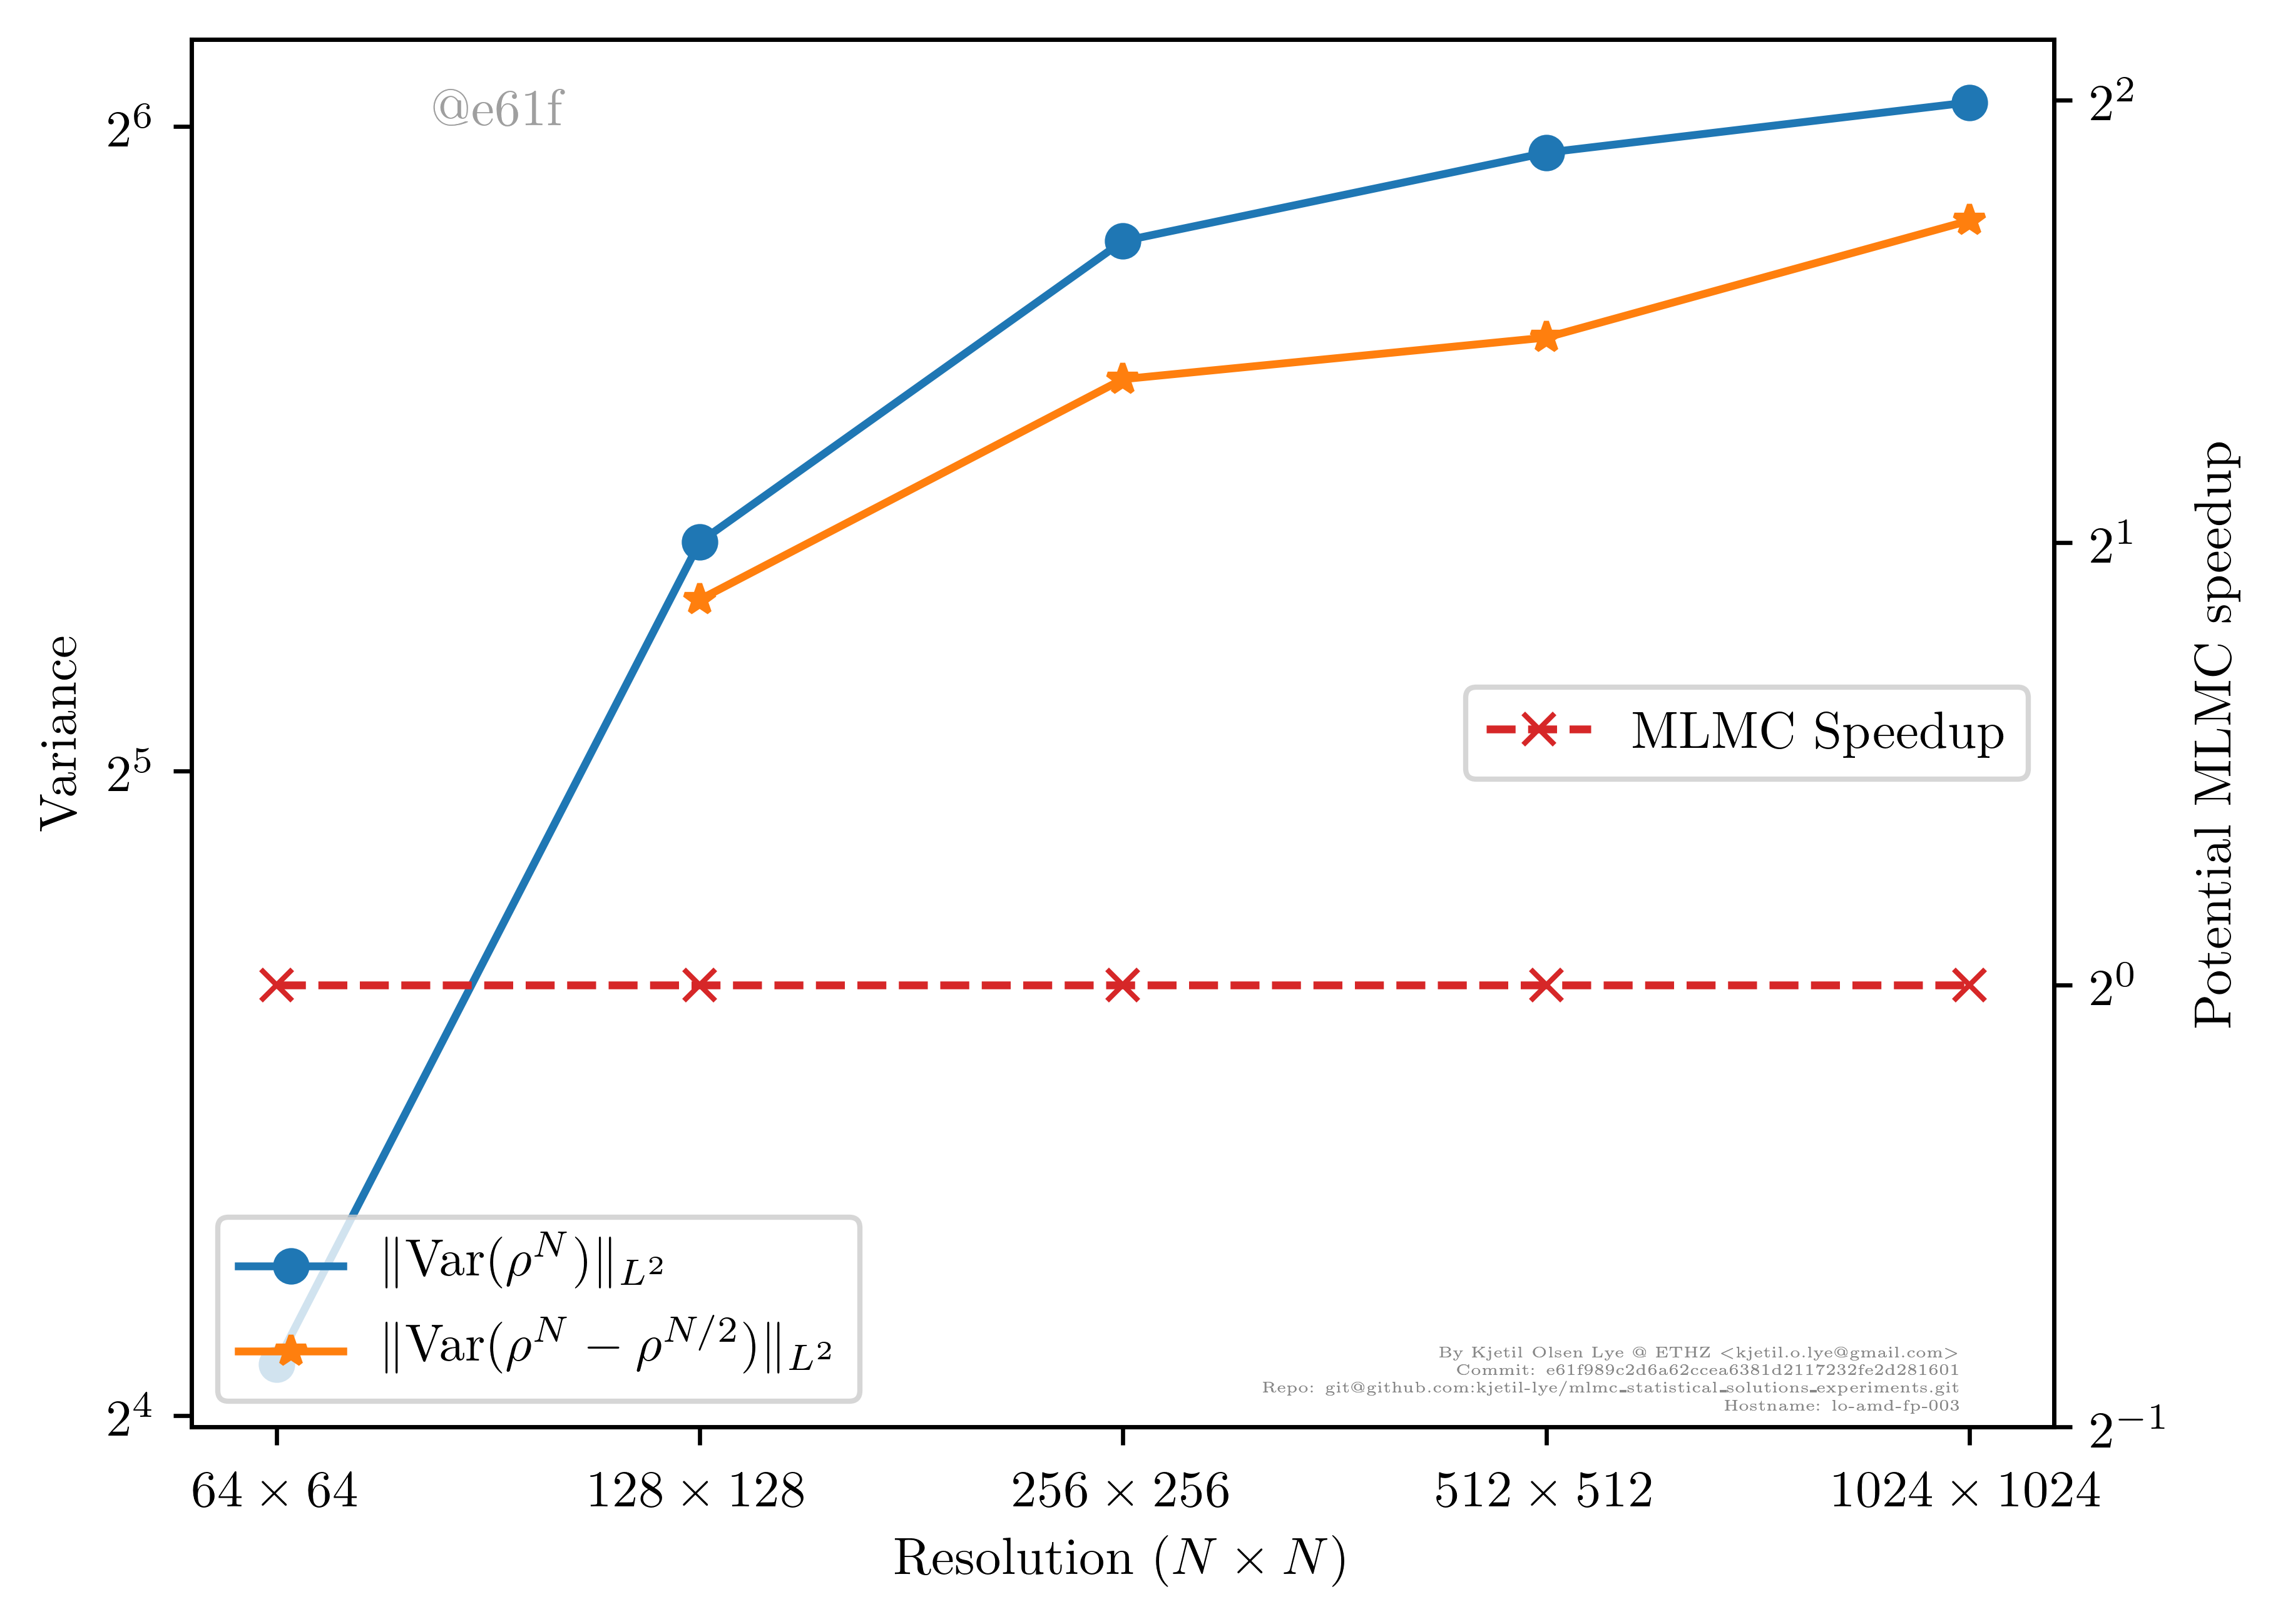 @e61f
2^6
2^5
2^4
Variance
2^2
2^1
2^0
2^{-1}
Potential MLMC speedup
MLMC Speedup
‖Var(ρ^N)‖_{L^2}
‖Var(ρ^N − ρ^{N/2})‖_{L^2}
By Kjetil Olsen Lye @ ETHZ <kjetil.o.lye@gmail.com>
Commit: e61f989c2d6a62ccea6381d2117232fe2d281601
Repo: git@github.com:kjetil-lye/mlmc_statistical_solutions_experiments.git
Hostname: lo-amd-fp-003
64 × 64 128 × 128 256 × 256 512 × 512 1024 × 1024
Resolution (N × N)